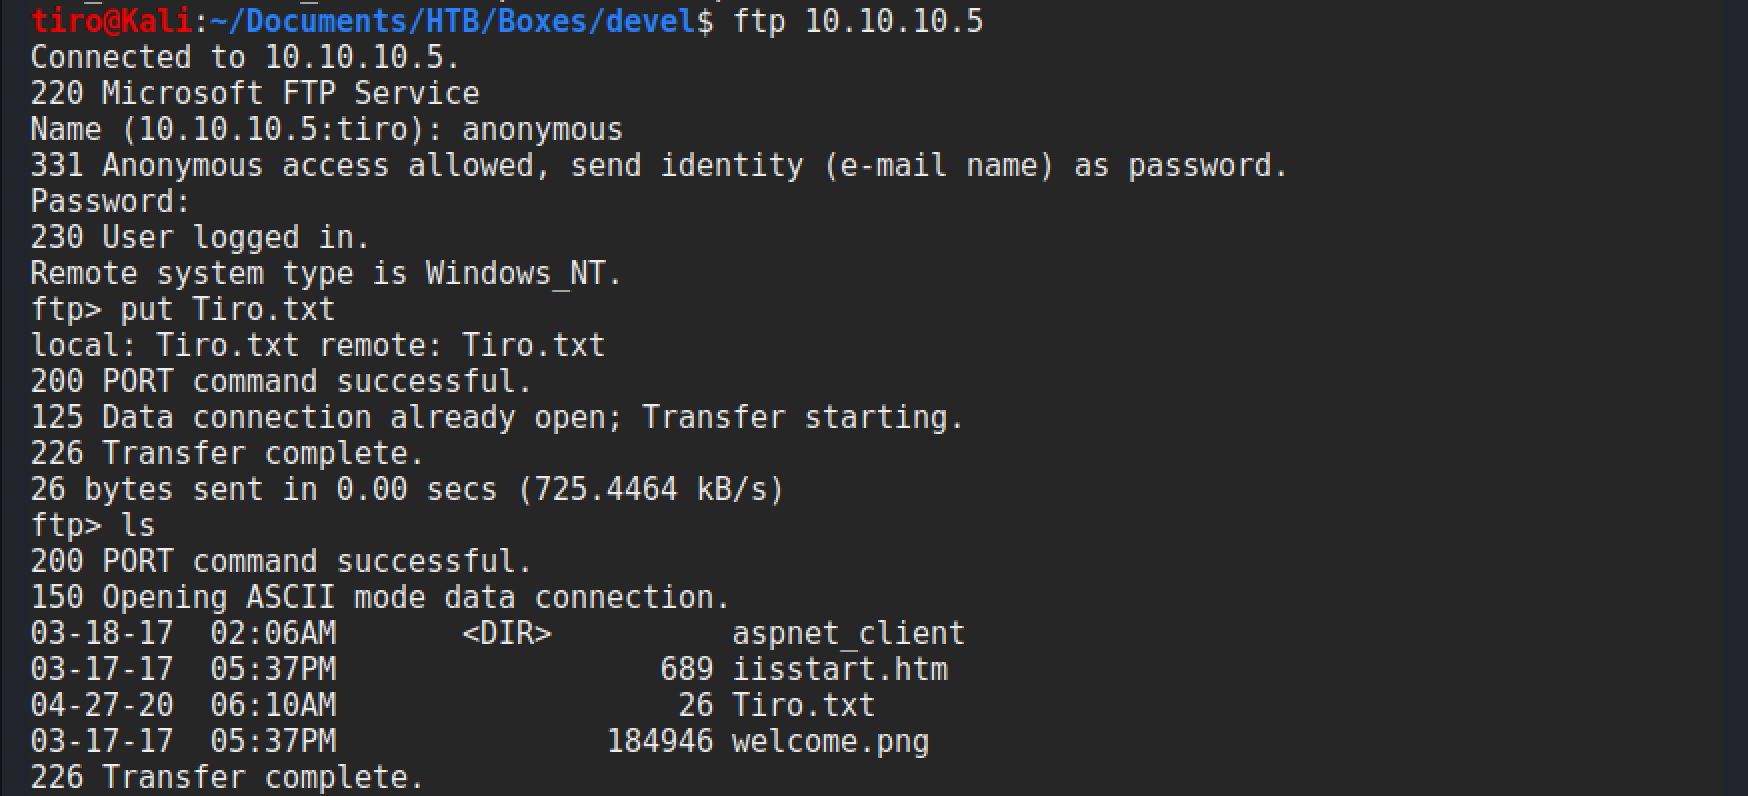 tiro@Kali:~/Documents/HTB/Boxes/devel$ ftp 10.10.10.5
Connected to 10.10.10.5.
220 Microsoft FTP Service
Name (10.10.10.5:tiro): anonymous
331 Anonymous access allowed, send identity (e-mail name) as password.
Password:
230 User logged in.
Remote system type is Windows_NT.
ftp> put Tiro.txt
local: Tiro.txt remote: Tiro.txt
200 PORT command successful.
125 Data connection already open; Transfer starting.
226 Transfer complete.
26 bytes sent in 0.00 secs (725.4464 kB/s)
ftp> ls
200 PORT command successful.
150 Opening ASCII mode data connection.
03-18-17  02:06AM       <DIR>          aspnet_client
03-17-17  05:37PM                  689 iisstart.htm
04-27-20  06:10AM                   26 Tiro.txt
03-17-17  05:37PM               184946 welcome.png
226 Transfer complete.